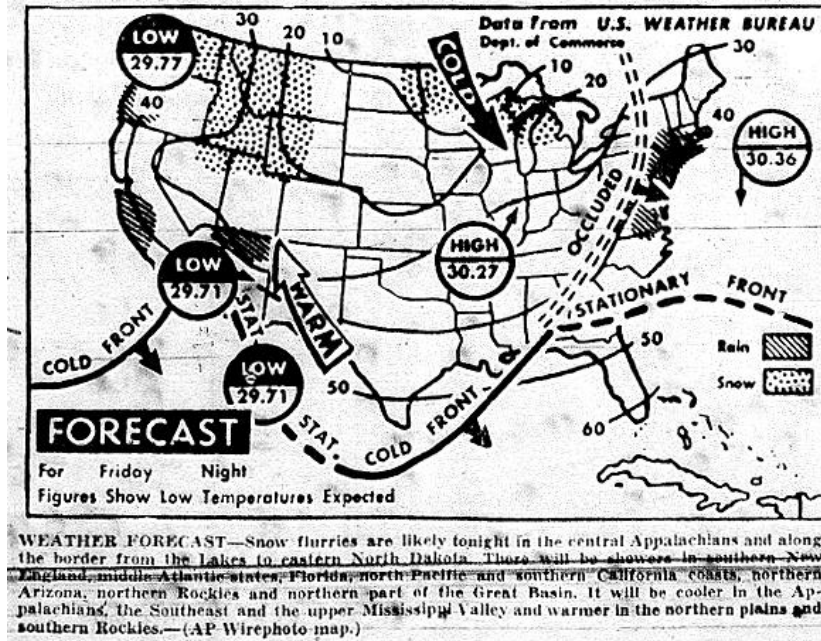 Data From U.S. WEATHER BUREAU
Dept. of Commerce
LOW
29.77
30
20
10
COLD
10
20
30
40
40
HIGH
30.36
OCCLUDED
HIGH
30.27
LOW
29.71
STATIONARY FRONT
WARM
STAT.
COLD FRONT
LOW
29.71
50
50
Rain
Snow
STAT.
COLD FRONT
60
FORECAST
For Friday Night
Figures Show Low Temperatures Expected
WEATHER FORECAST—Snow flurries are likely tonight in the central Appalachians and along
the border from the Lakes to eastern North Dakota. There will be showers in southern New
England, middle Atlantic states, Florida, north Pacific and southern California coasts, northern
Arizona, northern Rockies and northern part of the Great Basin. It will be cooler in the Ap-
palachians, the Southeast and the upper Mississippi Valley and warmer in the northern plains and
southern Rockies.—(AP Wirephoto map.)